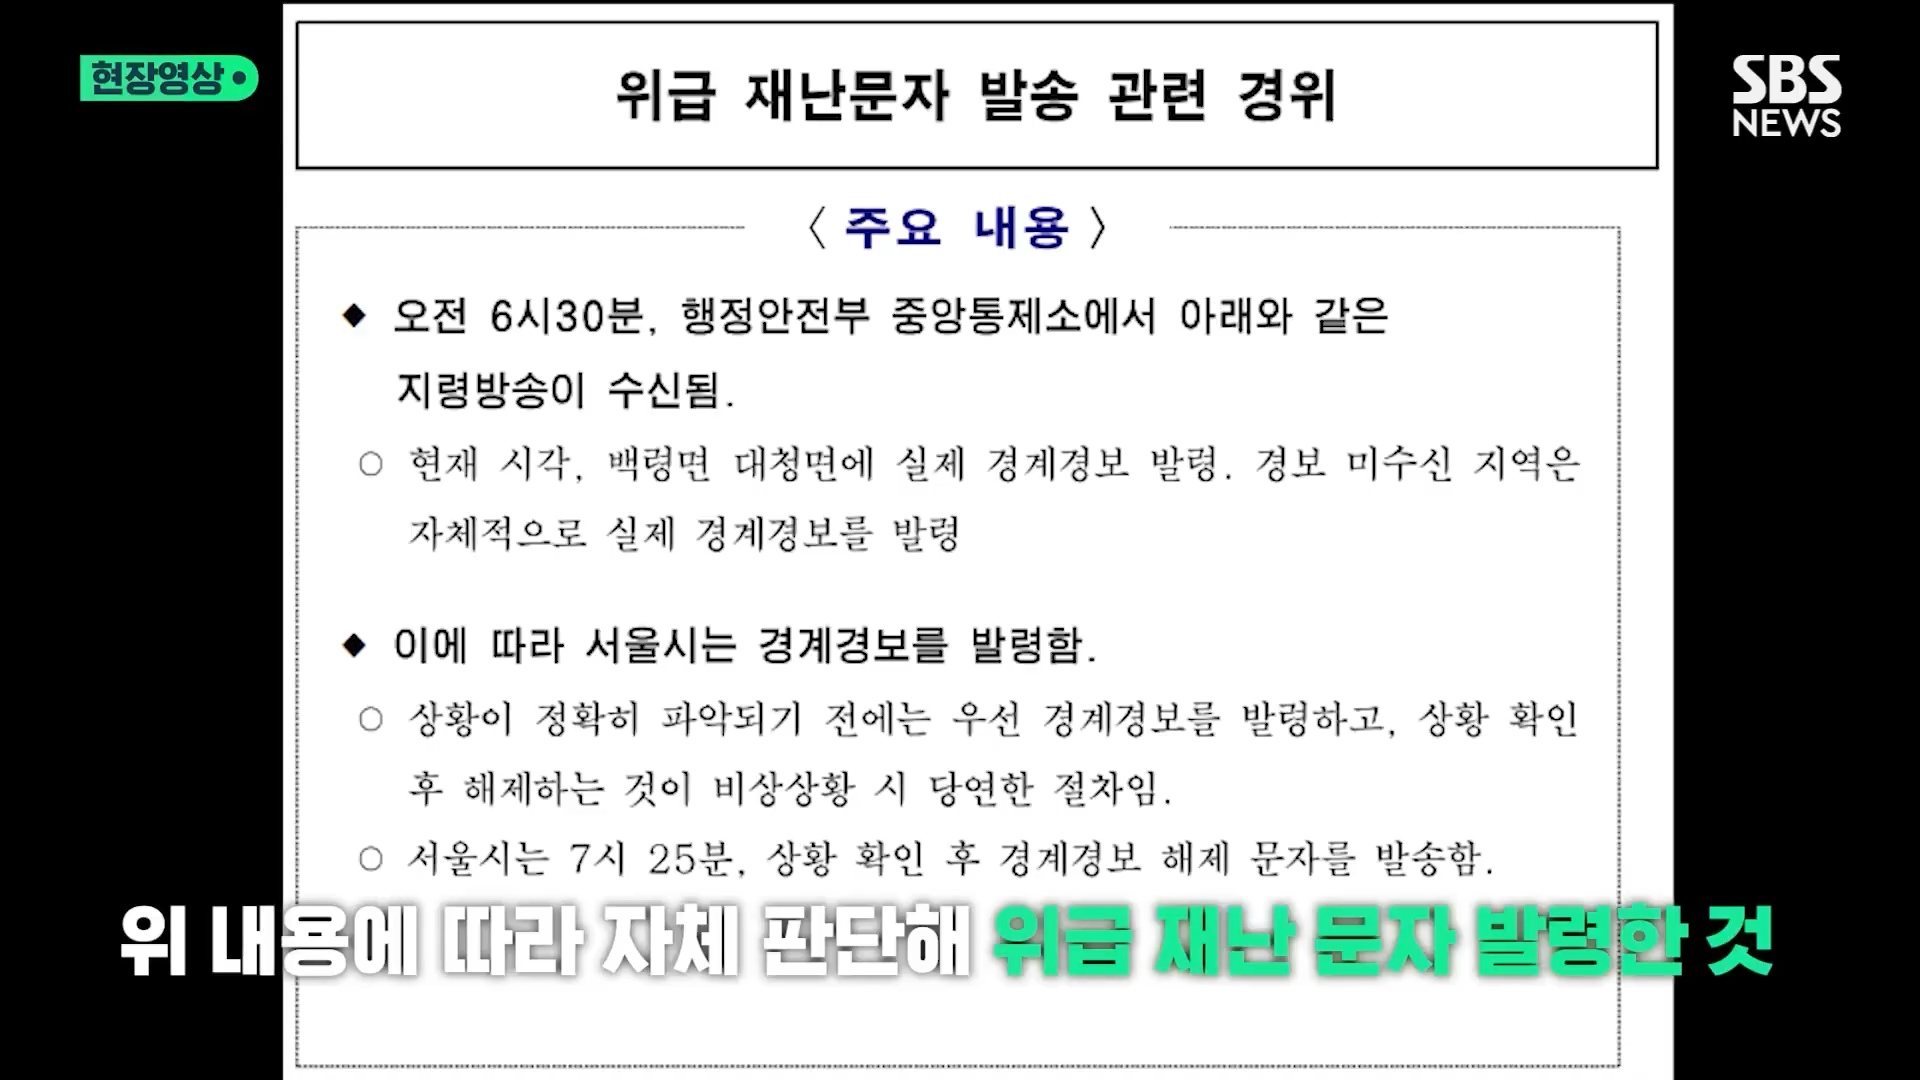 현장영상
SBS
NEWS
위급 재난문자 발송 관련 경위
〈 주요 내용 〉
◆ 오전 6시30분, 행정안전부 중앙통제소에서 아래와 같은
지령방송이 수신됨.
○ 현재 시각, 백령면 대청면에 실제 경계경보 발령. 경보 미수신 지역은
자체적으로 실제 경계경보를 발령
◆ 이에 따라 서울시는 경계경보를 발령함.
○ 상황이 정확히 파악되기 전에는 우선 경계경보를 발령하고, 상황 확인
후 해제하는 것이 비상상황 시 당연한 절차임.
○ 서울시는 7시 25분, 상황 확인 후 경계경보 해제 문자를 발송함.
위 내용에 따라 자체 판단해 위급 재난 문자 발령한 것